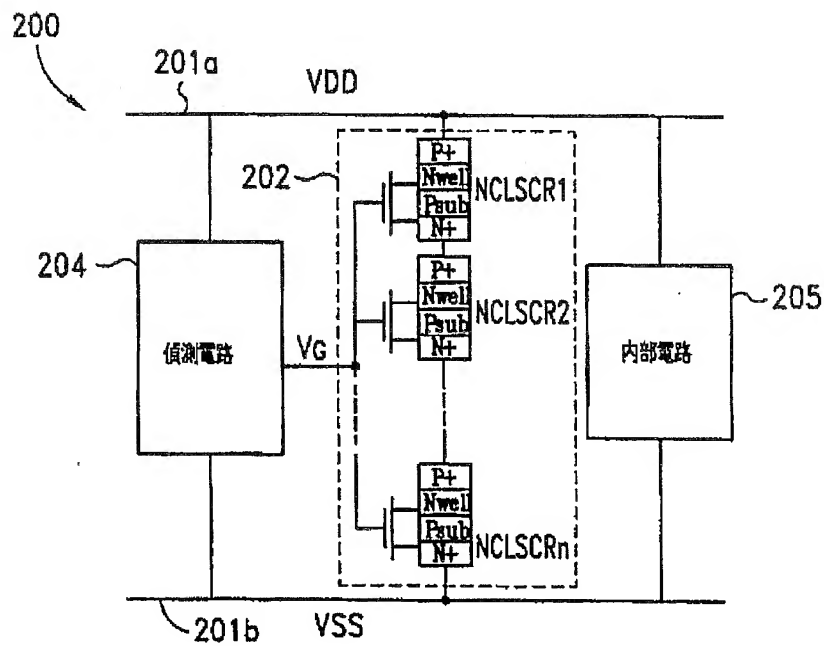 200
201a
VDD
202
P+
Nwell
Psub
N+
NCLSCR1
204
偵測電路
VG
P+
Nwell
Psub
N+
NCLSCR2
205
内部電路
P+
Nwell
Psub
N+
NCLSCRn
201b
VSS